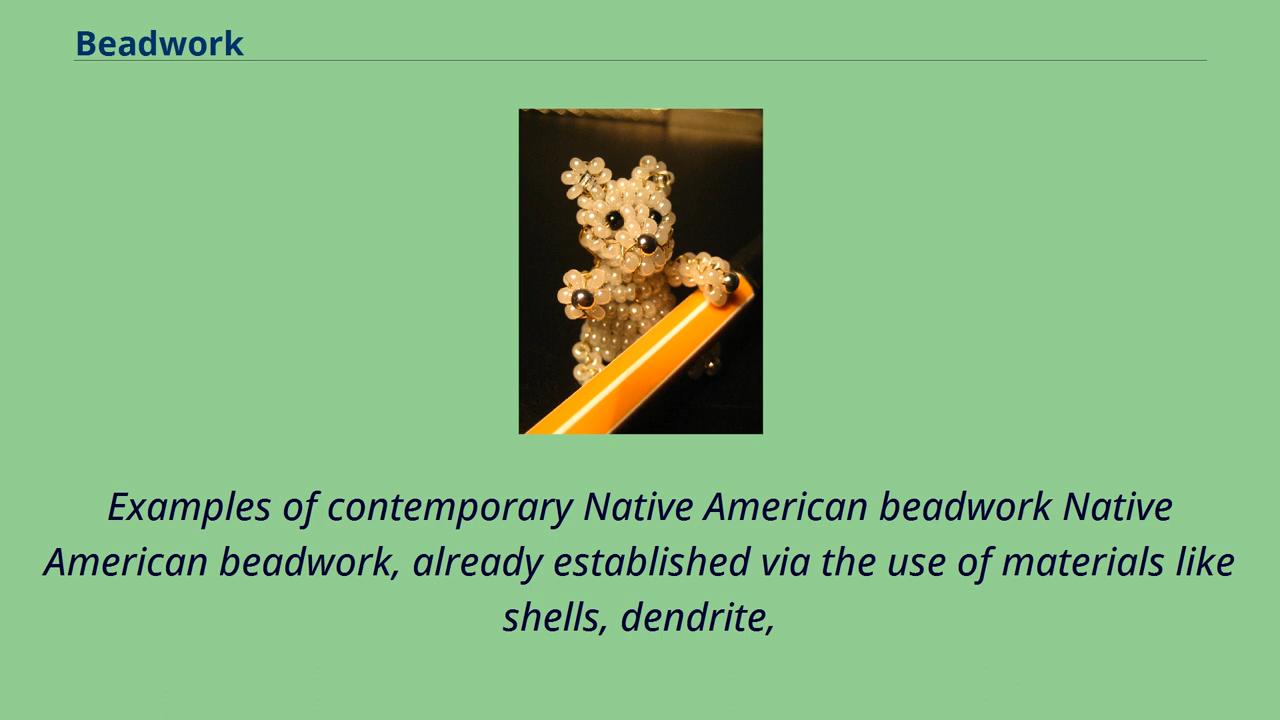 Beadwork
Examples of contemporary Native American beadwork Native
American beadwork, already established via the use of materials like
shells, dendrite,